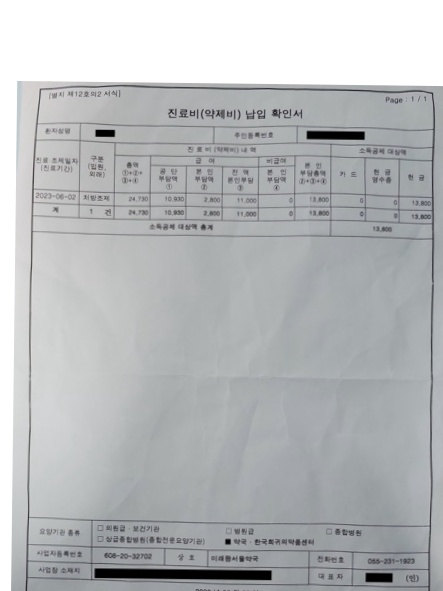 [별지 제12호의2 서식]
Page : 1 / 1
진료비(약제비) 납입 확인서
환자성명 주민등록번호
진료 조제일자 (진료기간) 구분 (입원, 외래) 진 료 비 (약제비) 내 역 소득공제 대상액
총액 ①+②+③+④ 급 여 비급여 본 인 부담총액 ②+③+④ 카 드 현 금 영수증 현 금
공 단 부담액 ① 본 인 부담액 ② 전 액 본인부담 ③ 본 인 부담액 ④
2023-06-02 처방조제 24,730 10,930 2,800 11,000 0 13,800 0 0 13,800
계 1 건 24,730 10,930 2,800 11,000 0 13,800 0 0 13,800
소득공제 대상액 총계 13,800
요양기관 종류 □ 의원급 · 보건기관 □ 병원급 □ 종합병원
□ 상급종합병원(종합전문요양기관) ■ 약국 · 한국희귀의약품센터
사업자등록번호 608-20-32702 상 호 미래원서울약국 전화번호 055-231-1923
사업장 소재지 대 표 자 (인)